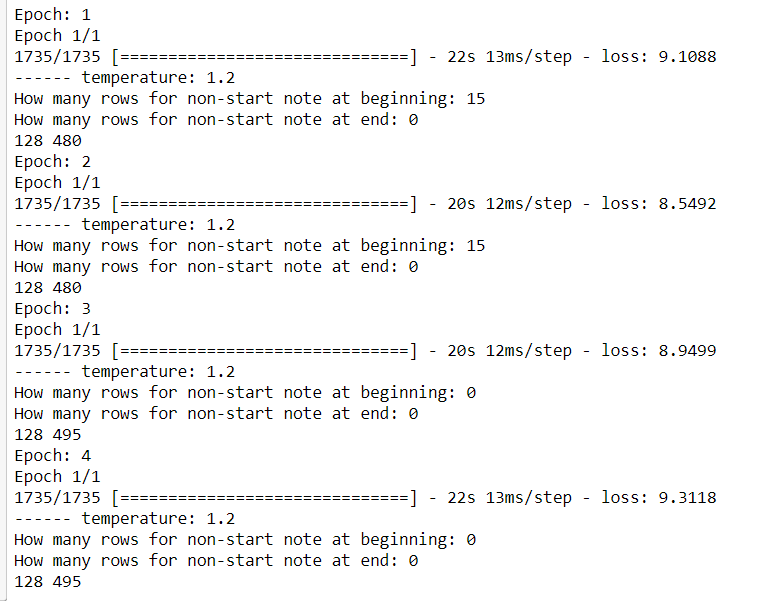 Epoch: 1
Epoch 1/1
1735/1735 [==============================] - 22s 13ms/step - loss: 9.1088
------ temperature: 1.2
How many rows for non-start note at beginning: 15
How many rows for non-start note at end: 0
128 480
Epoch: 2
Epoch 1/1
1735/1735 [==============================] - 20s 12ms/step - loss: 8.5492
------ temperature: 1.2
How many rows for non-start note at beginning: 15
How many rows for non-start note at end: 0
128 480
Epoch: 3
Epoch 1/1
1735/1735 [==============================] - 20s 12ms/step - loss: 8.9499
------ temperature: 1.2
How many rows for non-start note at beginning: 0
How many rows for non-start note at end: 0
128 495
Epoch: 4
Epoch 1/1
1735/1735 [==============================] - 22s 13ms/step - loss: 9.3118
------ temperature: 1.2
How many rows for non-start note at beginning: 0
How many rows for non-start note at end: 0
128 495